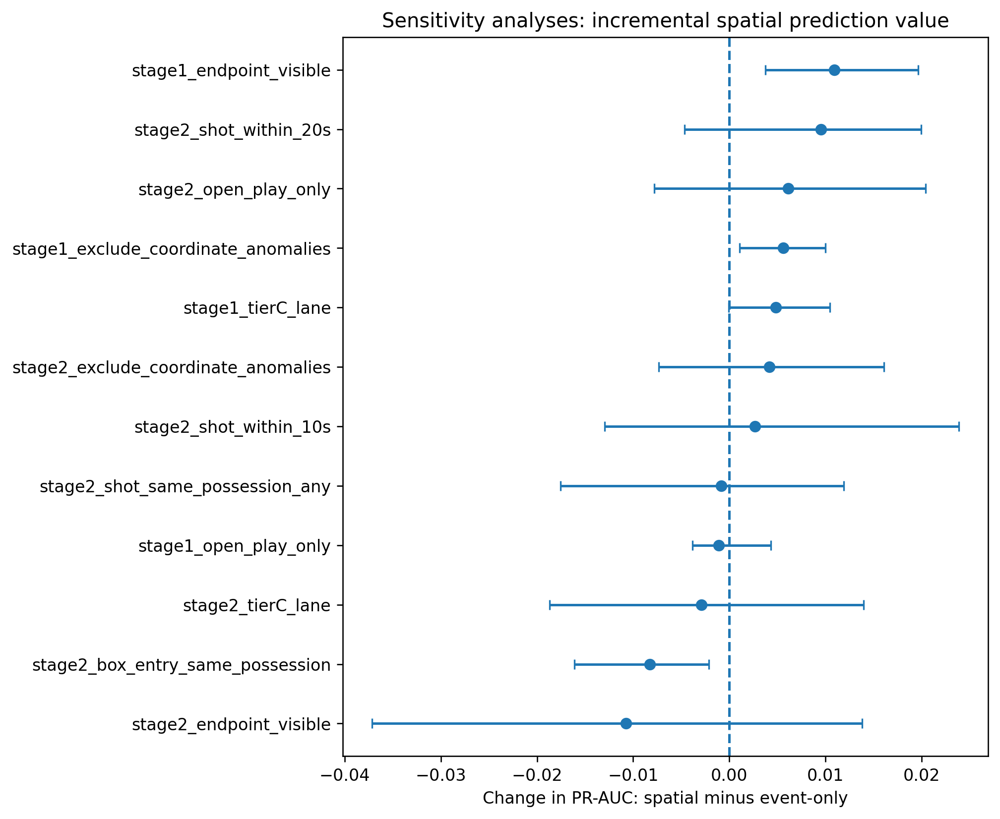 Sensitivity analyses: incremental spatial prediction value
stage1_endpoint_visible
stage2_shot_within_20s
stage2_open_play_only
stage1_exclude_coordinate_anomalies
stage1_tierC_lane
stage2_exclude_coordinate_anomalies
stage2_shot_within_10s
stage2_shot_same_possession_any
stage1_open_play_only
stage2_tierC_lane
stage2_box_entry_same_possession
stage2_endpoint_visible
−0.04 −0.03 −0.02 −0.01 0.00 0.01 0.02
Change in PR-AUC: spatial minus event-only